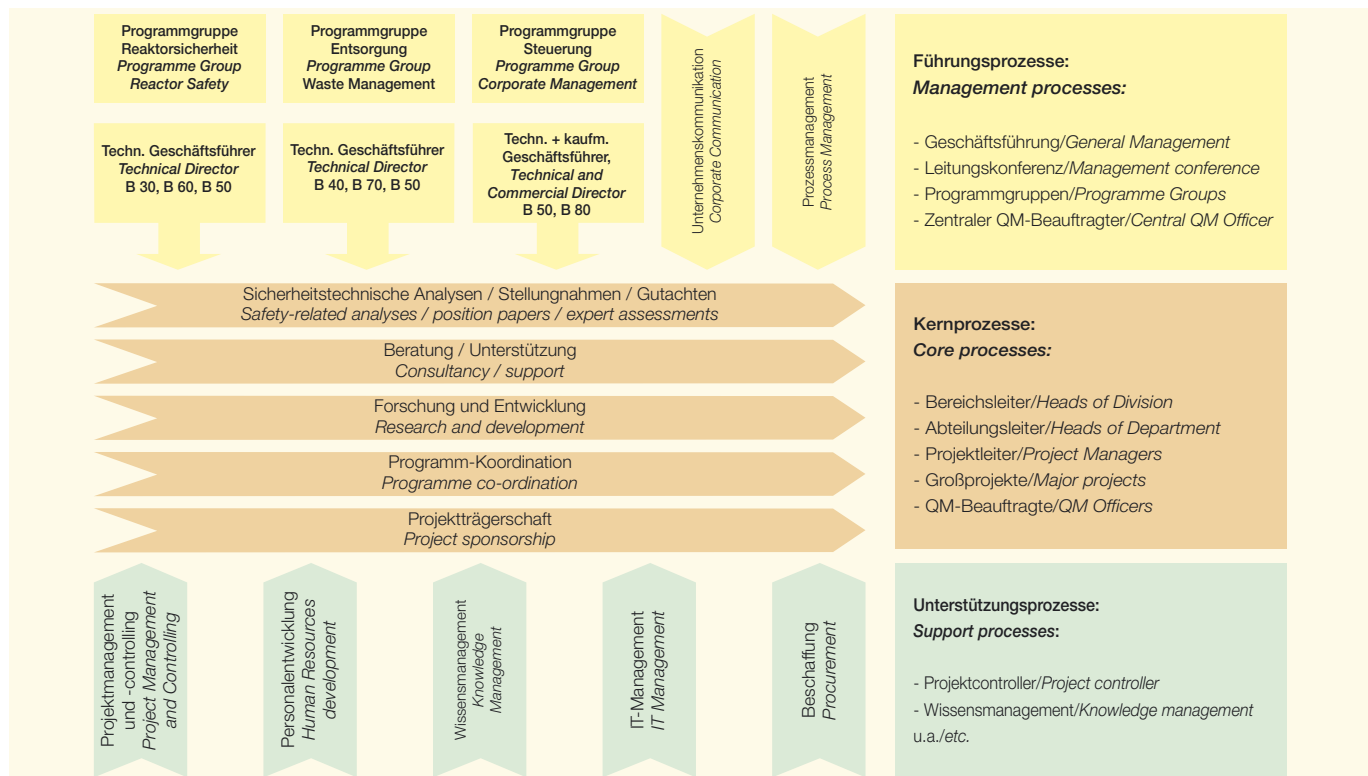 Programmgruppe
Reaktorsicherheit
Programme Group
Reactor Safety
Programmgruppe
Entsorgung
Programme Group
Waste Management
Programmgruppe
Steuerung
Programme Group
Corporate Management
Techn. Geschäftsführer
Technical Director
B 30, B 60, B 50
Techn. Geschäftsführer
Technical Director
B 40, B 70, B 50
Techn. + kaufm.
Geschäftsführer,
Technical and
Commercial Director
B 50, B 80
Unternehmenskommunikation
Corporate Communication
Prozessmanagement
Process Management
Führungsprozesse:
Management processes:
- Geschäftsführung/General Management
- Leitungskonferenz/Management conference
- Programmgruppen/Programme Groups
- Zentraler QM-Beauftragter/Central QM Officer
Sicherheitstechnische Analysen / Stellungnahmen / Gutachten
Safety-related analyses / position papers / expert assessments
Beratung / Unterstützung
Consultancy / support
Forschung und Entwicklung
Research and development
Programm-Koordination
Programme co-ordination
Projektträgerschaft
Project sponsorship
Kernprozesse:
Core processes:
- Bereichsleiter/Heads of Division
- Abteilungsleiter/Heads of Department
- Projektleiter/Project Managers
- Großprojekte/Major projects
- QM-Beauftragte/QM Officers
Projektmanagement
und -controlling
Project Management
and Controlling
Personalentwicklung
Human Resources
development
Wissensmanagement
Knowledge
Management
IT-Management
IT Management
Beschaffung
Procurement
Unterstützungsprozesse:
Support processes:
- Projektcontroller/Project controller
- Wissensmanagement/Knowledge management
u.a./etc.